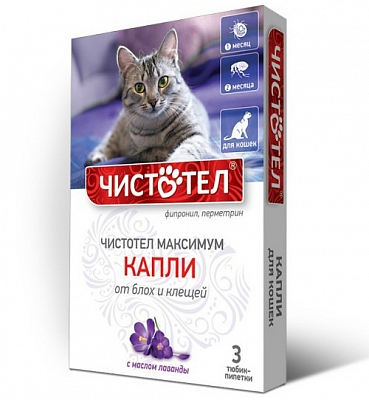 1 месяц
2 месяца
для кошек
ЧИСТОТЕЛ®
фипронил, перметрин
ЧИСТОТЕЛ МАКСИМУМ
КАПЛИ
от блох и клещей
с маслом лаванды
3
тюбик-
пипетки
ЧИСТОТЕЛ
КАПЛИ
ДЛЯ КОШЕК